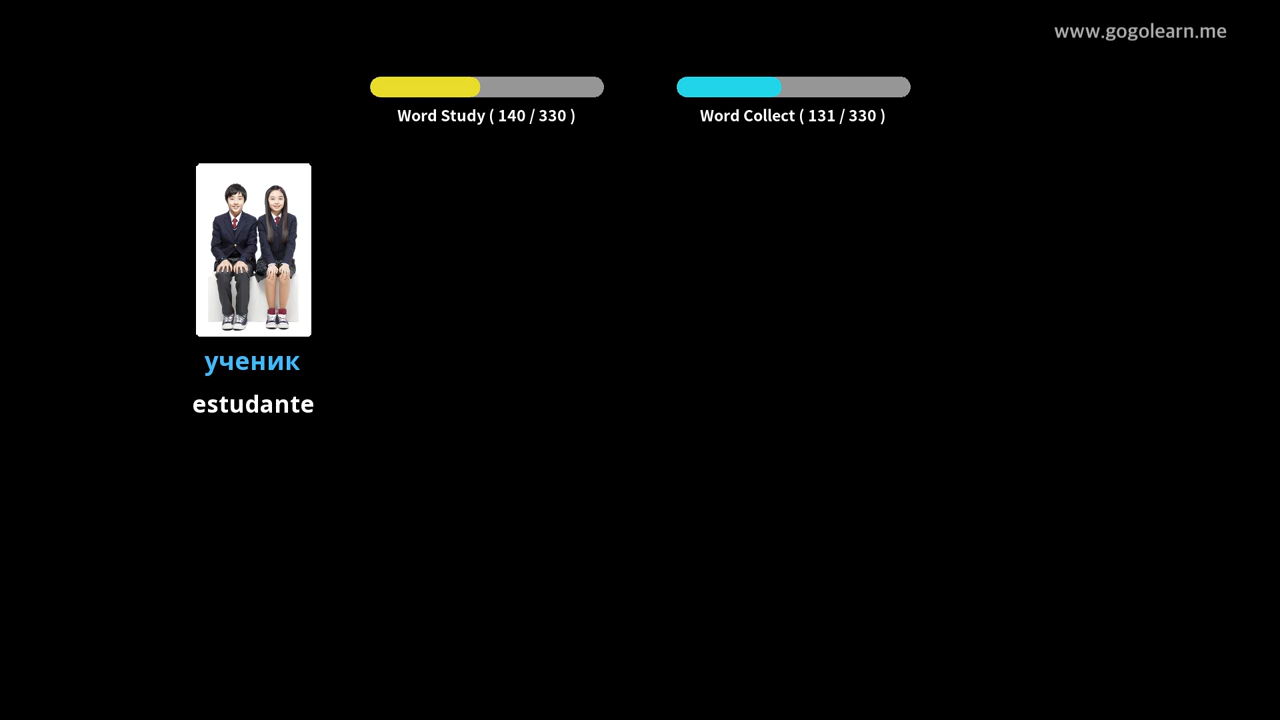 www.gogolearn.me
Word Study ( 140 / 330 )
Word Collect ( 131 / 330 )
ученик
estudante